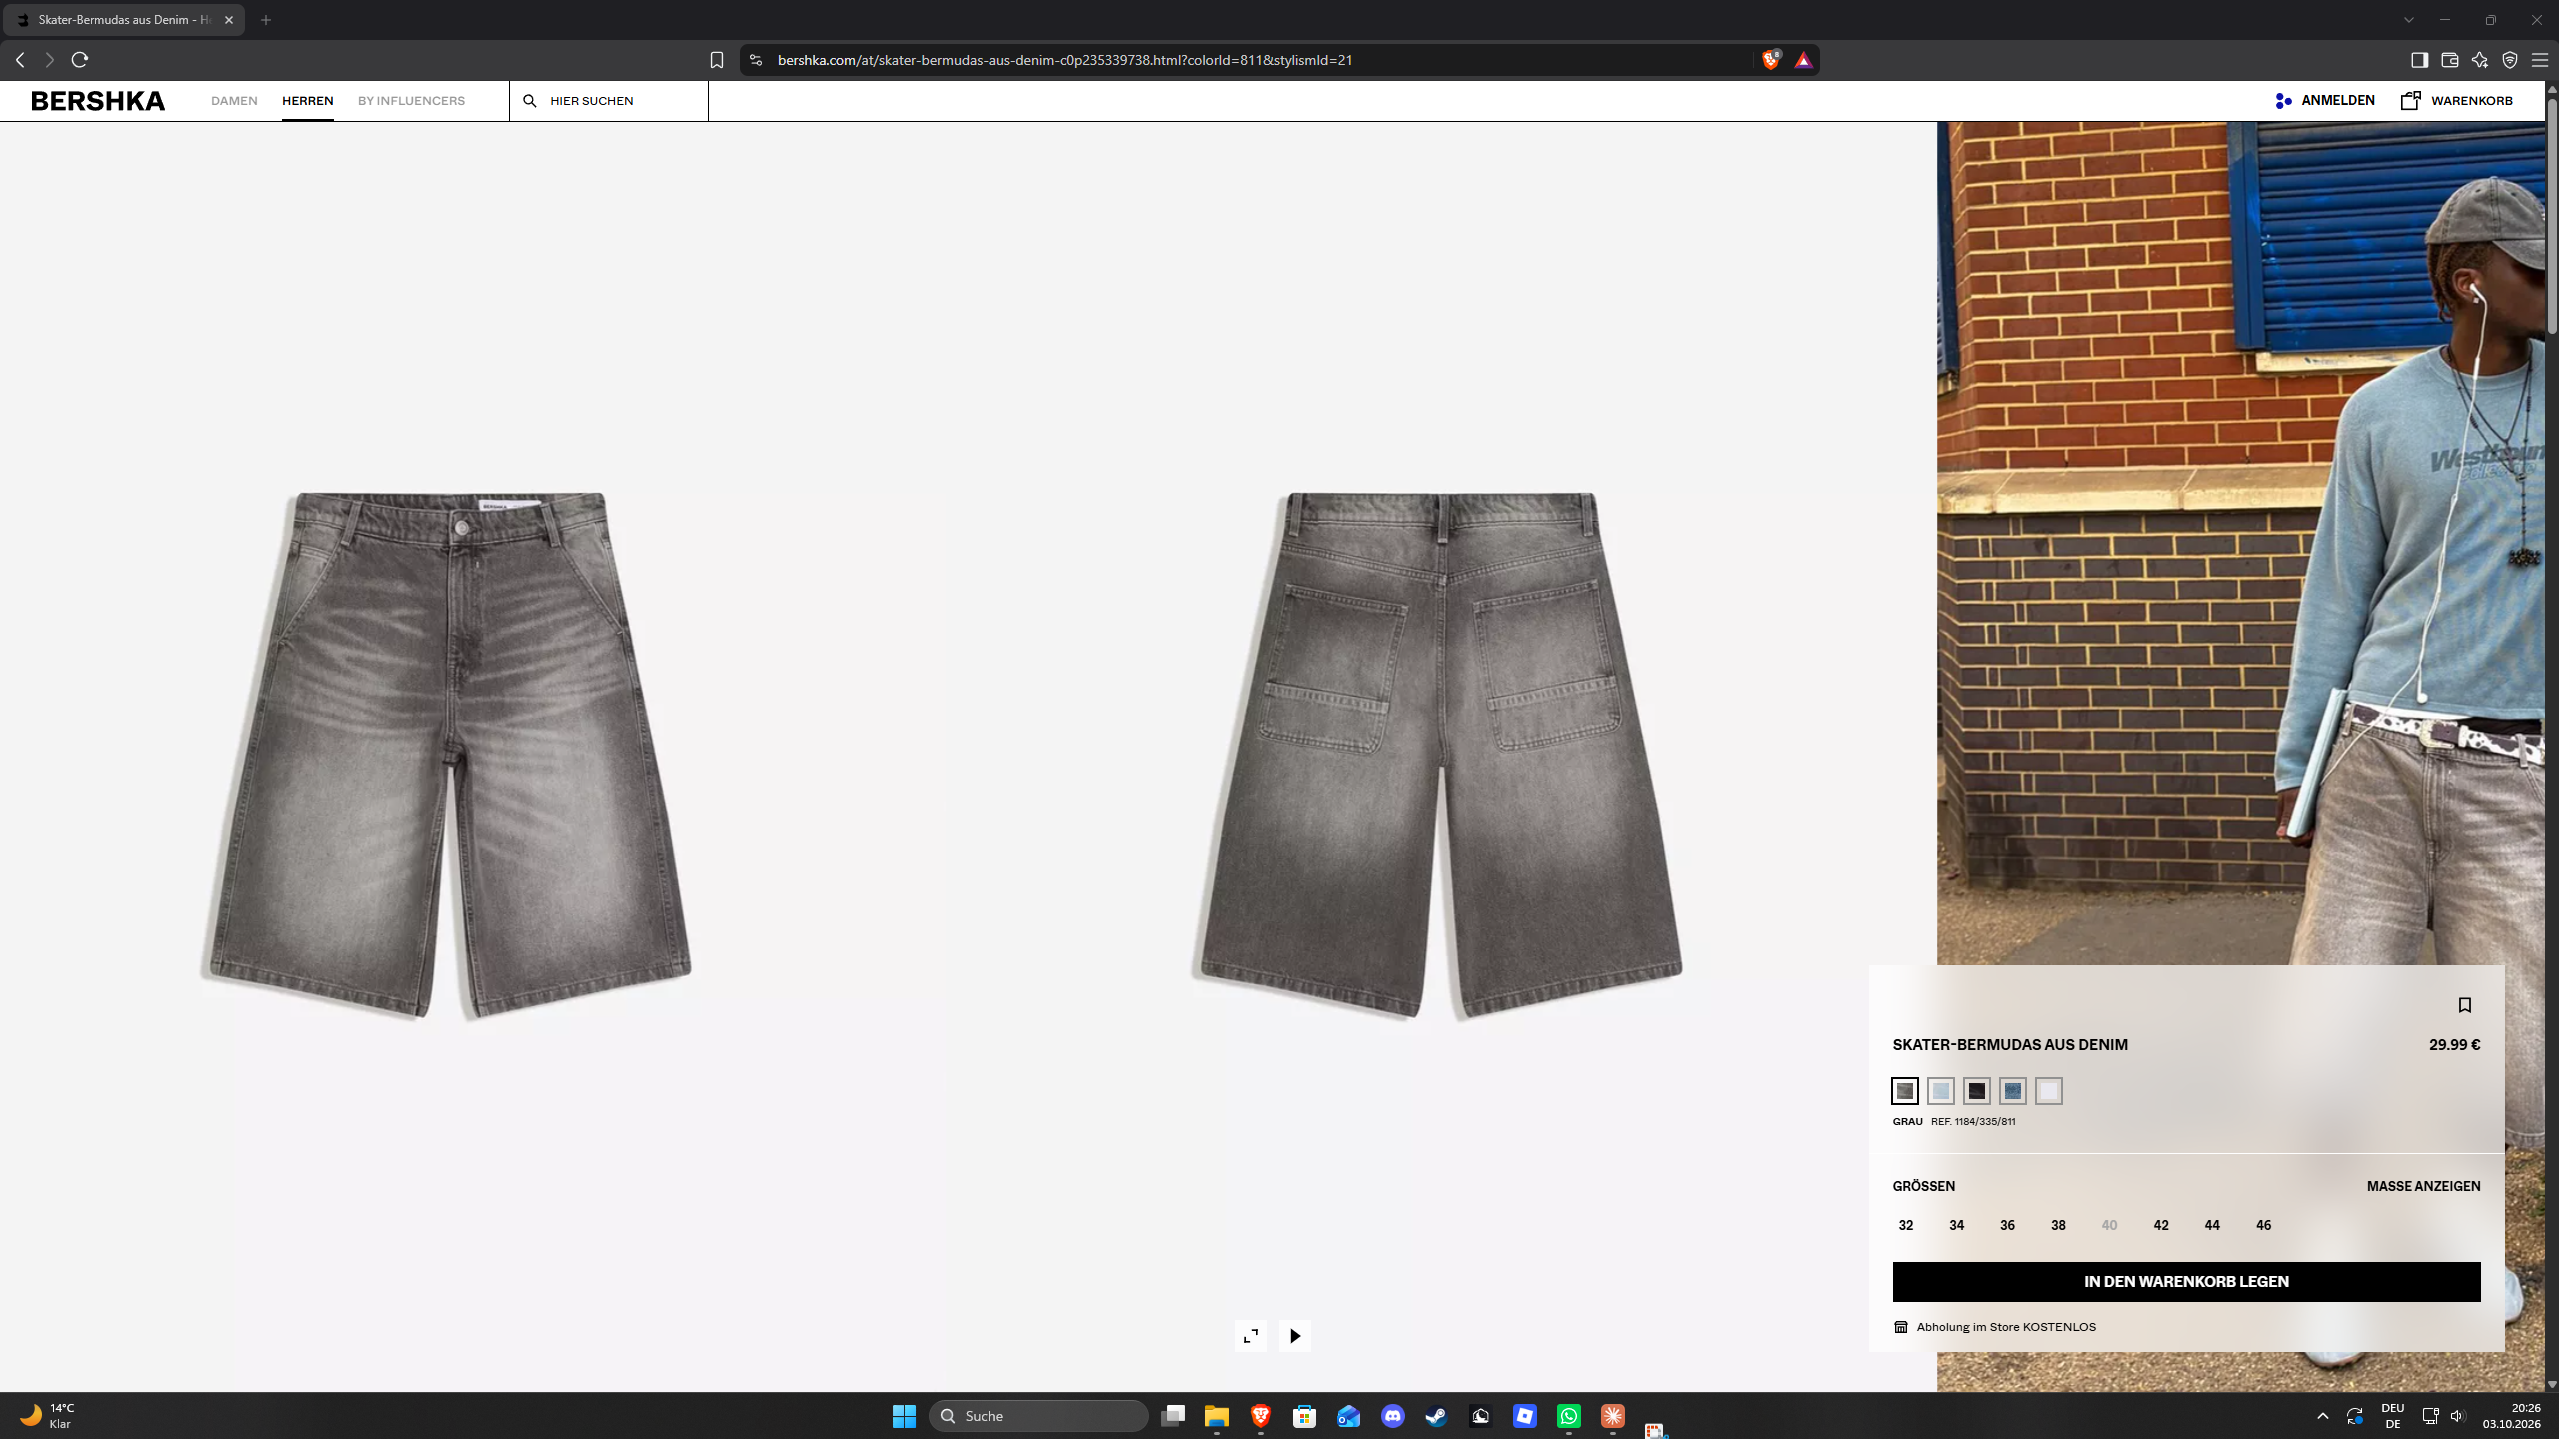 Skater-Bermudas aus Denim - He
bershka.com/at/skater-bermudas-aus-denim-c0p235339738.html?colorId=811&stylismId=21
8
BERSHKA
DAMEN
HERREN
BY INFLUENCERS
HIER SUCHEN
ANMELDEN
WARENKORB
BERSHKA
SKATER-BERMUDAS AUS DENIM
29.99 €
GRAU REF. 1184/335/811
GRÖSSEN
MASSE ANZEIGEN
32 34 36 38 40 42 44 46
IN DEN WARENKORB LEGEN
Abholung im Store KOSTENLOS
14°C
Klar
Suche
DEU
DE
20:26
03.10.2026